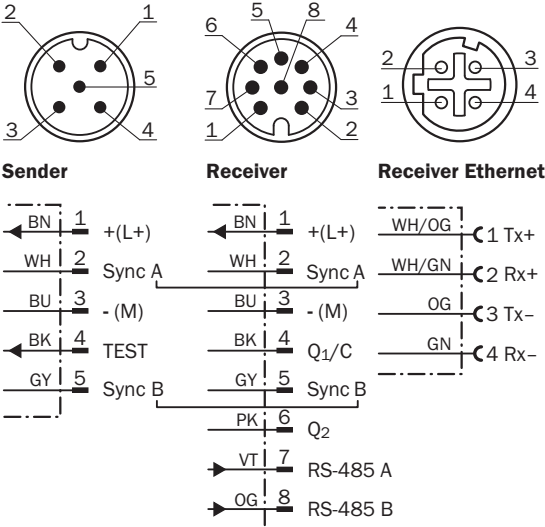 2 1
5
3 4
5 8
6 4
7 3
1 2
2 3
1 4
Sender
BN 1 +(L+)
WH 2 Sync A
BU 3 - (M)
BK 4 TEST
GY 5 Sync B
Receiver
BN 1 +(L+)
WH 2 Sync A
BU 3 - (M)
BK 4 Q1/C
GY 5 Sync B
PK 6 Q2
VT 7 RS-485 A
OG 8 RS-485 B
Receiver Ethernet
WH/OG 1 Tx+
WH/GN 2 Rx+
OG 3 Tx–
GN 4 Rx–